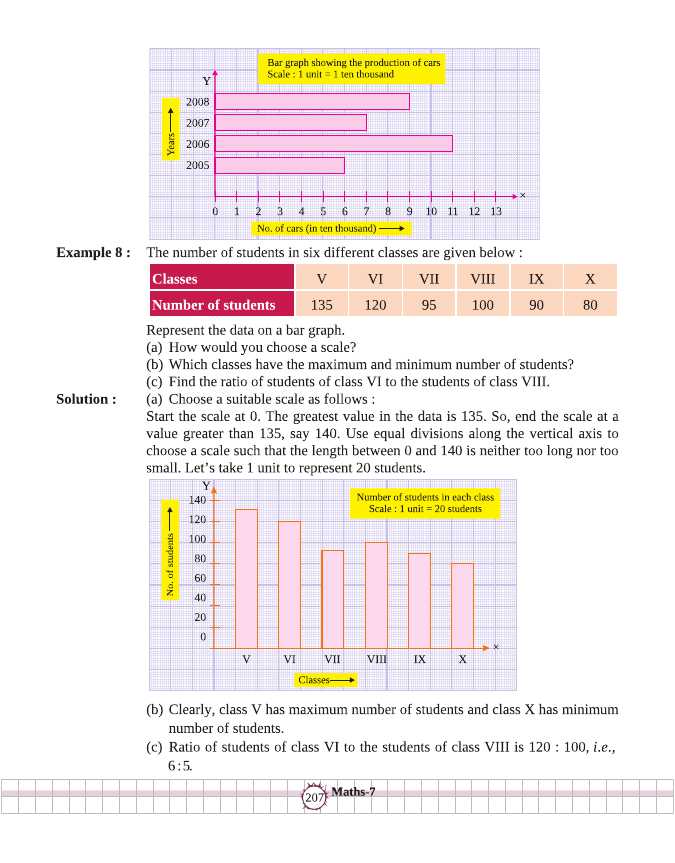 Bar graph showing the production of cars
Scale : 1 unit = 1 ten thousand
Y
2008
2007
2006
2005
Years
×
0 1 2 3 4 5 6 7 8 9 10 11 12 13
No. of cars (in ten thousand)
Example 8 : The number of students in six different classes are given below :
Classes V VI VII VIII IX X
Number of students 135 120 95 100 90 80
Represent the data on a bar graph.
(a) How would you choose a scale?
(b) Which classes have the maximum and minimum number of students?
(c) Find the ratio of students of class VI to the students of class VIII.
Solution : (a) Choose a suitable scale as follows :
Start the scale at 0. The greatest value in the data is 135. So, end the scale at a
value greater than 135, say 140. Use equal divisions along the vertical axis to
choose a scale such that the length between 0 and 140 is neither too long nor too
small. Let's take 1 unit to represent 20 students.
Y
Number of students in each class
Scale : 1 unit = 20 students
140
120
100
80
60
40
20
0
No. of students
×
V VI VII VIII IX X
Classes
(b) Clearly, class V has maximum number of students and class X has minimum
number of students.
(c) Ratio of students of class VI to the students of class VIII is 120 : 100, i.e.,
6 : 5.
207 Maths-7